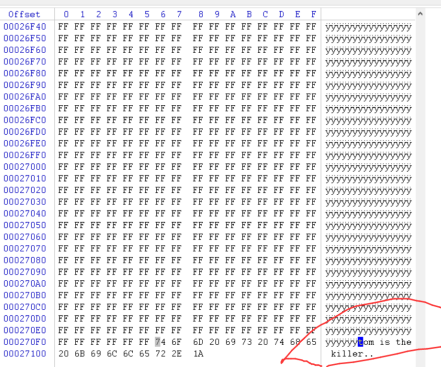 Offset 0 1 2 3 4 5 6 7 8 9 A B C D E F
00026F40 FF FF FF FF FF FF FF FF FF FF FF FF FF FF FF FF ÿÿÿÿÿÿÿÿÿÿÿÿÿÿÿÿ
00026F50 FF FF FF FF FF FF FF FF FF FF FF FF FF FF FF FF ÿÿÿÿÿÿÿÿÿÿÿÿÿÿÿÿ
00026F60 FF FF FF FF FF FF FF FF FF FF FF FF FF FF FF FF ÿÿÿÿÿÿÿÿÿÿÿÿÿÿÿÿ
00026F70 FF FF FF FF FF FF FF FF FF FF FF FF FF FF FF FF ÿÿÿÿÿÿÿÿÿÿÿÿÿÿÿÿ
00026F80 FF FF FF FF FF FF FF FF FF FF FF FF FF FF FF FF ÿÿÿÿÿÿÿÿÿÿÿÿÿÿÿÿ
00026F90 FF FF FF FF FF FF FF FF FF FF FF FF FF FF FF FF ÿÿÿÿÿÿÿÿÿÿÿÿÿÿÿÿ
00026FA0 FF FF FF FF FF FF FF FF FF FF FF FF FF FF FF FF ÿÿÿÿÿÿÿÿÿÿÿÿÿÿÿÿ
00026FB0 FF FF FF FF FF FF FF FF FF FF FF FF FF FF FF FF ÿÿÿÿÿÿÿÿÿÿÿÿÿÿÿÿ
00026FC0 FF FF FF FF FF FF FF FF FF FF FF FF FF FF FF FF ÿÿÿÿÿÿÿÿÿÿÿÿÿÿÿÿ
00026FD0 FF FF FF FF FF FF FF FF FF FF FF FF FF FF FF FF ÿÿÿÿÿÿÿÿÿÿÿÿÿÿÿÿ
00026FE0 FF FF FF FF FF FF FF FF FF FF FF FF FF FF FF FF ÿÿÿÿÿÿÿÿÿÿÿÿÿÿÿÿ
00026FF0 FF FF FF FF FF FF FF FF FF FF FF FF FF FF FF FF ÿÿÿÿÿÿÿÿÿÿÿÿÿÿÿÿ
00027000 FF FF FF FF FF FF FF FF FF FF FF FF FF FF FF FF ÿÿÿÿÿÿÿÿÿÿÿÿÿÿÿÿ
00027010 FF FF FF FF FF FF FF FF FF FF FF FF FF FF FF FF ÿÿÿÿÿÿÿÿÿÿÿÿÿÿÿÿ
00027020 FF FF FF FF FF FF FF FF FF FF FF FF FF FF FF FF ÿÿÿÿÿÿÿÿÿÿÿÿÿÿÿÿ
00027030 FF FF FF FF FF FF FF FF FF FF FF FF FF FF FF FF ÿÿÿÿÿÿÿÿÿÿÿÿÿÿÿÿ
00027040 FF FF FF FF FF FF FF FF FF FF FF FF FF FF FF FF ÿÿÿÿÿÿÿÿÿÿÿÿÿÿÿÿ
00027050 FF FF FF FF FF FF FF FF FF FF FF FF FF FF FF FF ÿÿÿÿÿÿÿÿÿÿÿÿÿÿÿÿ
00027060 FF FF FF FF FF FF FF FF FF FF FF FF FF FF FF FF ÿÿÿÿÿÿÿÿÿÿÿÿÿÿÿÿ
00027070 FF FF FF FF FF FF FF FF FF FF FF FF FF FF FF FF ÿÿÿÿÿÿÿÿÿÿÿÿÿÿÿÿ
00027080 FF FF FF FF FF FF FF FF FF FF FF FF FF FF FF FF ÿÿÿÿÿÿÿÿÿÿÿÿÿÿÿÿ
00027090 FF FF FF FF FF FF FF FF FF FF FF FF FF FF FF FF ÿÿÿÿÿÿÿÿÿÿÿÿÿÿÿÿ
000270A0 FF FF FF FF FF FF FF FF FF FF FF FF FF FF FF FF ÿÿÿÿÿÿÿÿÿÿÿÿÿÿÿÿ
000270B0 FF FF FF FF FF FF FF FF FF FF FF FF FF FF FF FF ÿÿÿÿÿÿÿÿÿÿÿÿÿÿÿÿ
000270C0 FF FF FF FF FF FF FF FF FF FF FF FF FF FF FF FF ÿÿÿÿÿÿÿÿÿÿÿÿÿÿÿÿ
000270D0 FF FF FF FF FF FF FF FF FF FF FF FF FF FF FF FF ÿÿÿÿÿÿÿÿÿÿÿÿÿÿÿÿ
000270E0 FF FF FF FF FF FF FF FF FF FF FF FF FF FF FF FF ÿÿÿÿÿÿÿÿÿÿÿÿÿÿÿÿ
000270F0 FF FF FF FF FF FF 74 6F 6D 20 69 73 20 74 68 65 ÿÿÿÿÿÿtom is the
00027100 20 6B 69 6C 6C 65 72 2E 1A killer..